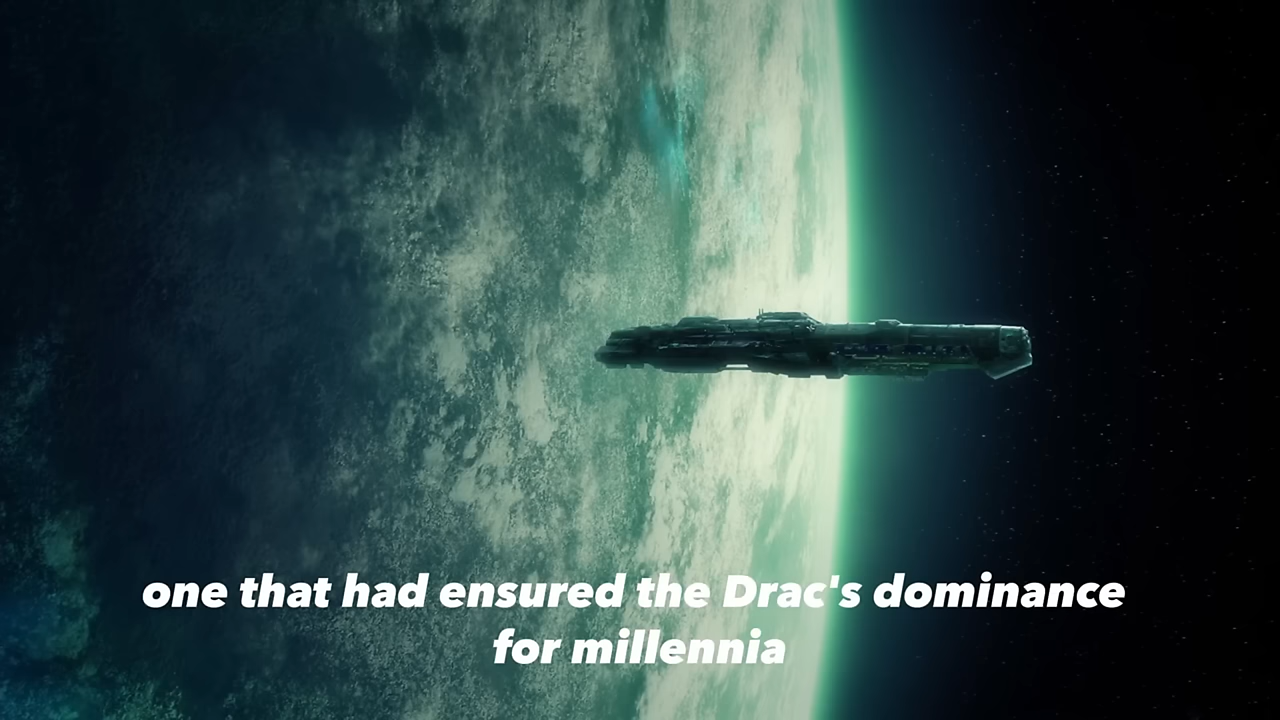 one that had ensured the Drac's dominance
for millennia